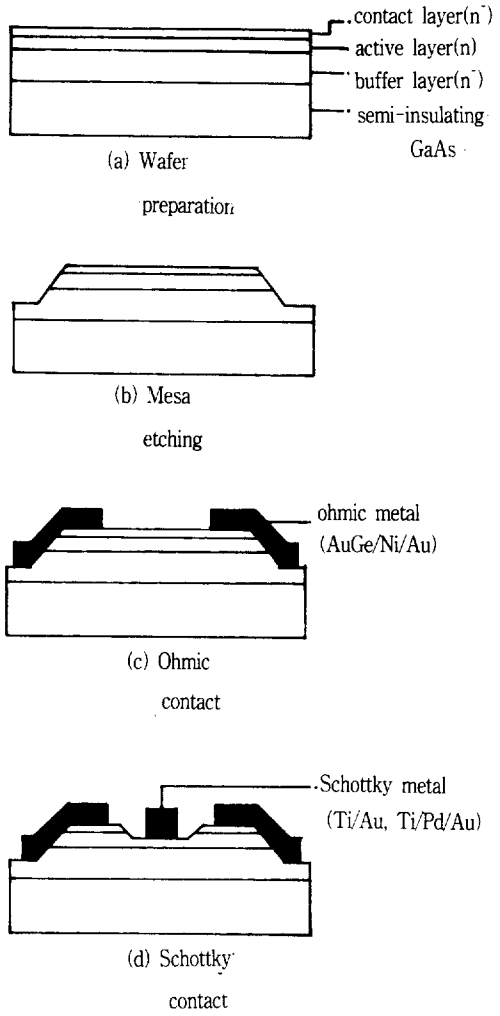 contact layer(n⁻)
active layer(n)
buffer layer(n⁻)
semi-insulating
GaAs
(a) Wafer
preparation
(b) Mesa
etching
ohmic metal
(AuGe/Ni/Au)
(c) Ohmic
contact
Schottky metal
(Ti/Au, Ti/Pd/Au)
(d) Schottky
contact